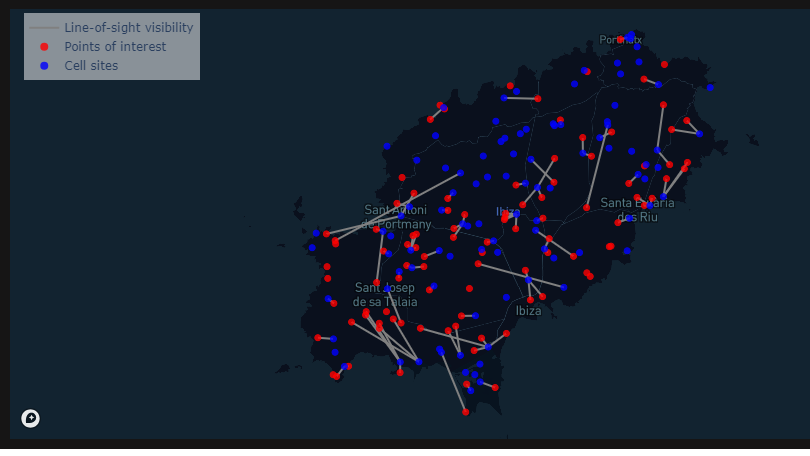 Line-of-sight visibility
Points of interest
Cell sites
Portinatx
Santa Eulària
des Riu
Sant Antoni
de Portmany
Ibiza
Sant Josep
de sa Talaia
Ibiza